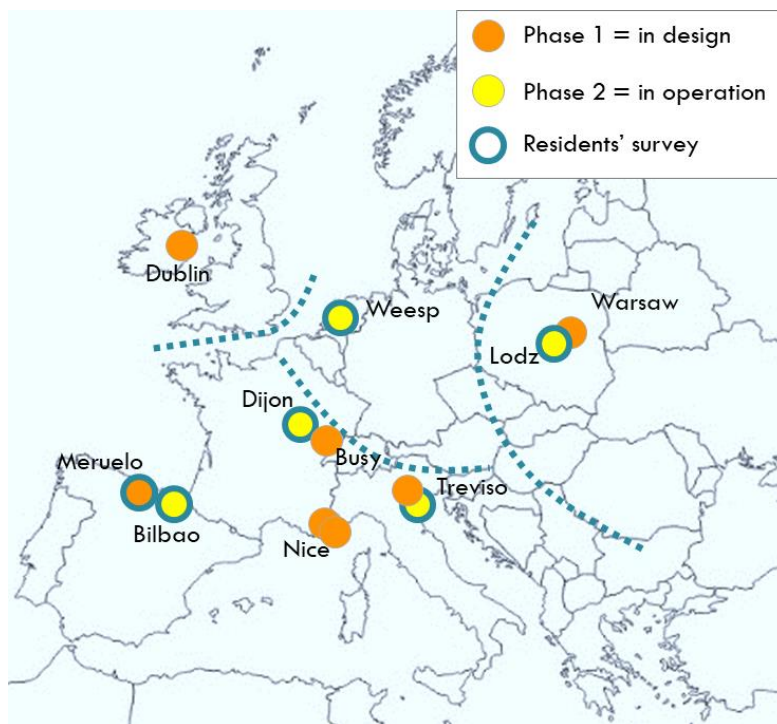 Phase 1 = in design
Phase 2 = in operation
Residents' survey
Dublin
Weesp
Warsaw
Lodz
Dijon
Busy
Meruelo
Treviso
Bilbao
Nice